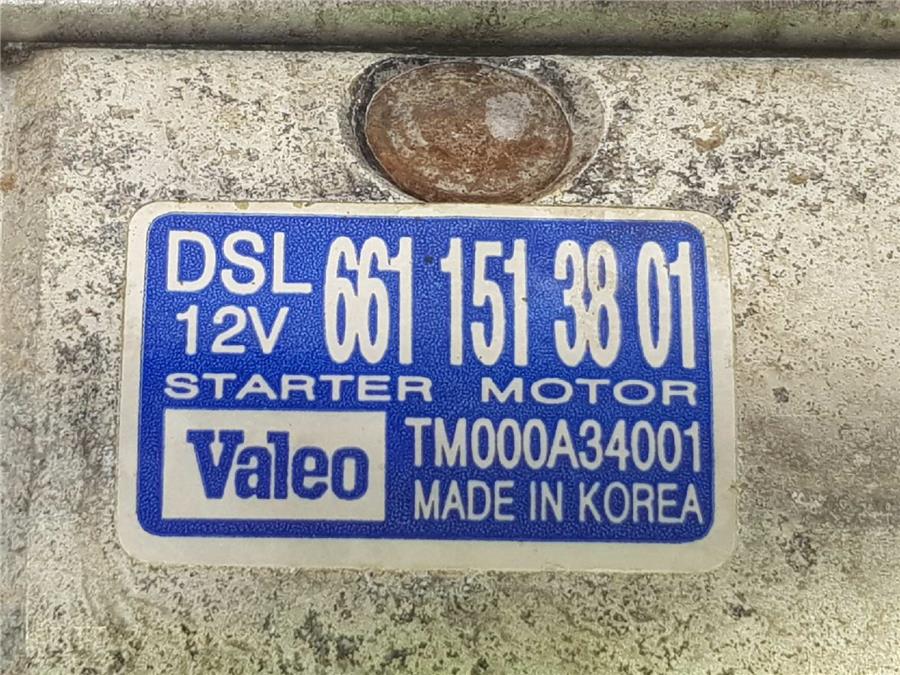 DSL 661 151 38 01
12V
STARTER MOTOR
Valeo
TM000A34001
MADE IN KOREA